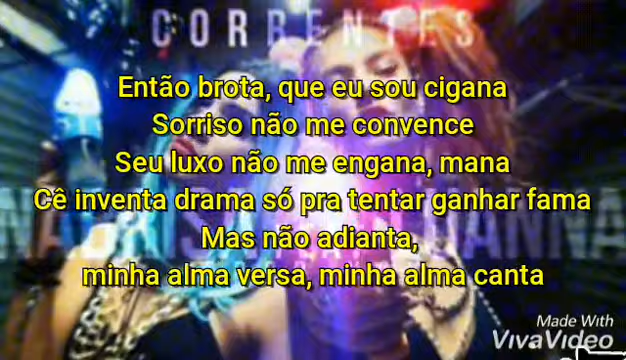 CORRENTES
Então brota, que eu sou cigana
Sorriso não me convence
Seu luxo não me engana, mana
Cê inventa drama só pra tentar ganhar fama
Mas não adianta,
minha alma versa, minha alma canta
Made With
VivaVideo